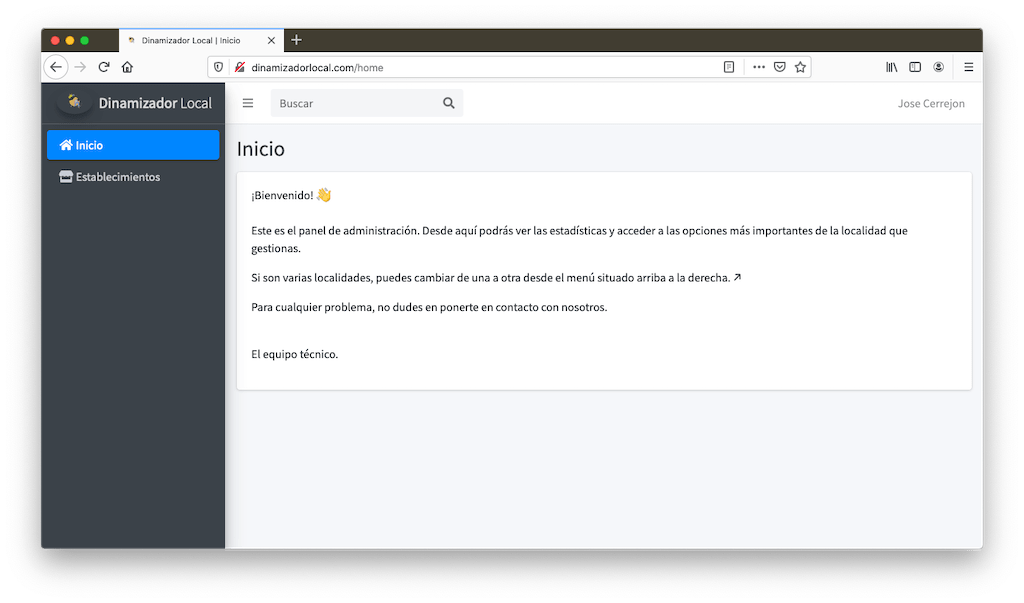 Dinamizador Local | Inicio
dinamizadorlocal.com/home
Dinamizador Local
Buscar
Jose Cerrejon
Inicio
Establecimientos
Inicio
¡Bienvenido! 👋
Este es el panel de administración. Desde aquí podrás ver las estadísticas y acceder a las opciones más importantes de la localidad que
gestionas.
Si son varias localidades, puedes cambiar de una a otra desde el menú situado arriba a la derecha. ↗
Para cualquier problema, no dudes en ponerte en contacto con nosotros.
El equipo técnico.